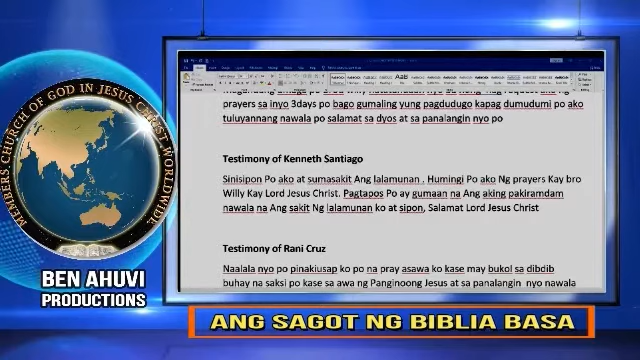 MEMBERS CHURCH OF GOD IN JESUS CHRIST WORLDWIDE
BEN AHUVI
PRODUCTIONS
prayers sa inyo 3days po bago gumaling yung pagdudugo kapag dumudumi po ako
tuluyannang nawala po salamat sa dyos at sa panalangin nyo po
Testimony of Kenneth Santiago
Sinisipon Po ako at sumasakit Ang lalamunan . Humingi Po ako Ng prayers Kay bro
Willy Kay Lord Jesus Christ. Pagtapos Po ay gumaan na Ang aking pakiramdam
nawala na Ang sakit Ng lalamunan ko at sipon, Salamat Lord Jesus Christ
Testimony of Rani Cruz
Naalala nyo po pinakiusap ko po na pray asawa ko kase may bukol sa dibdib
buhay na saksi po kase sa awa ng Panginoong Jesus at sa panalangin nyo nawala
ANG SAGOT NG BIBLIA BASA